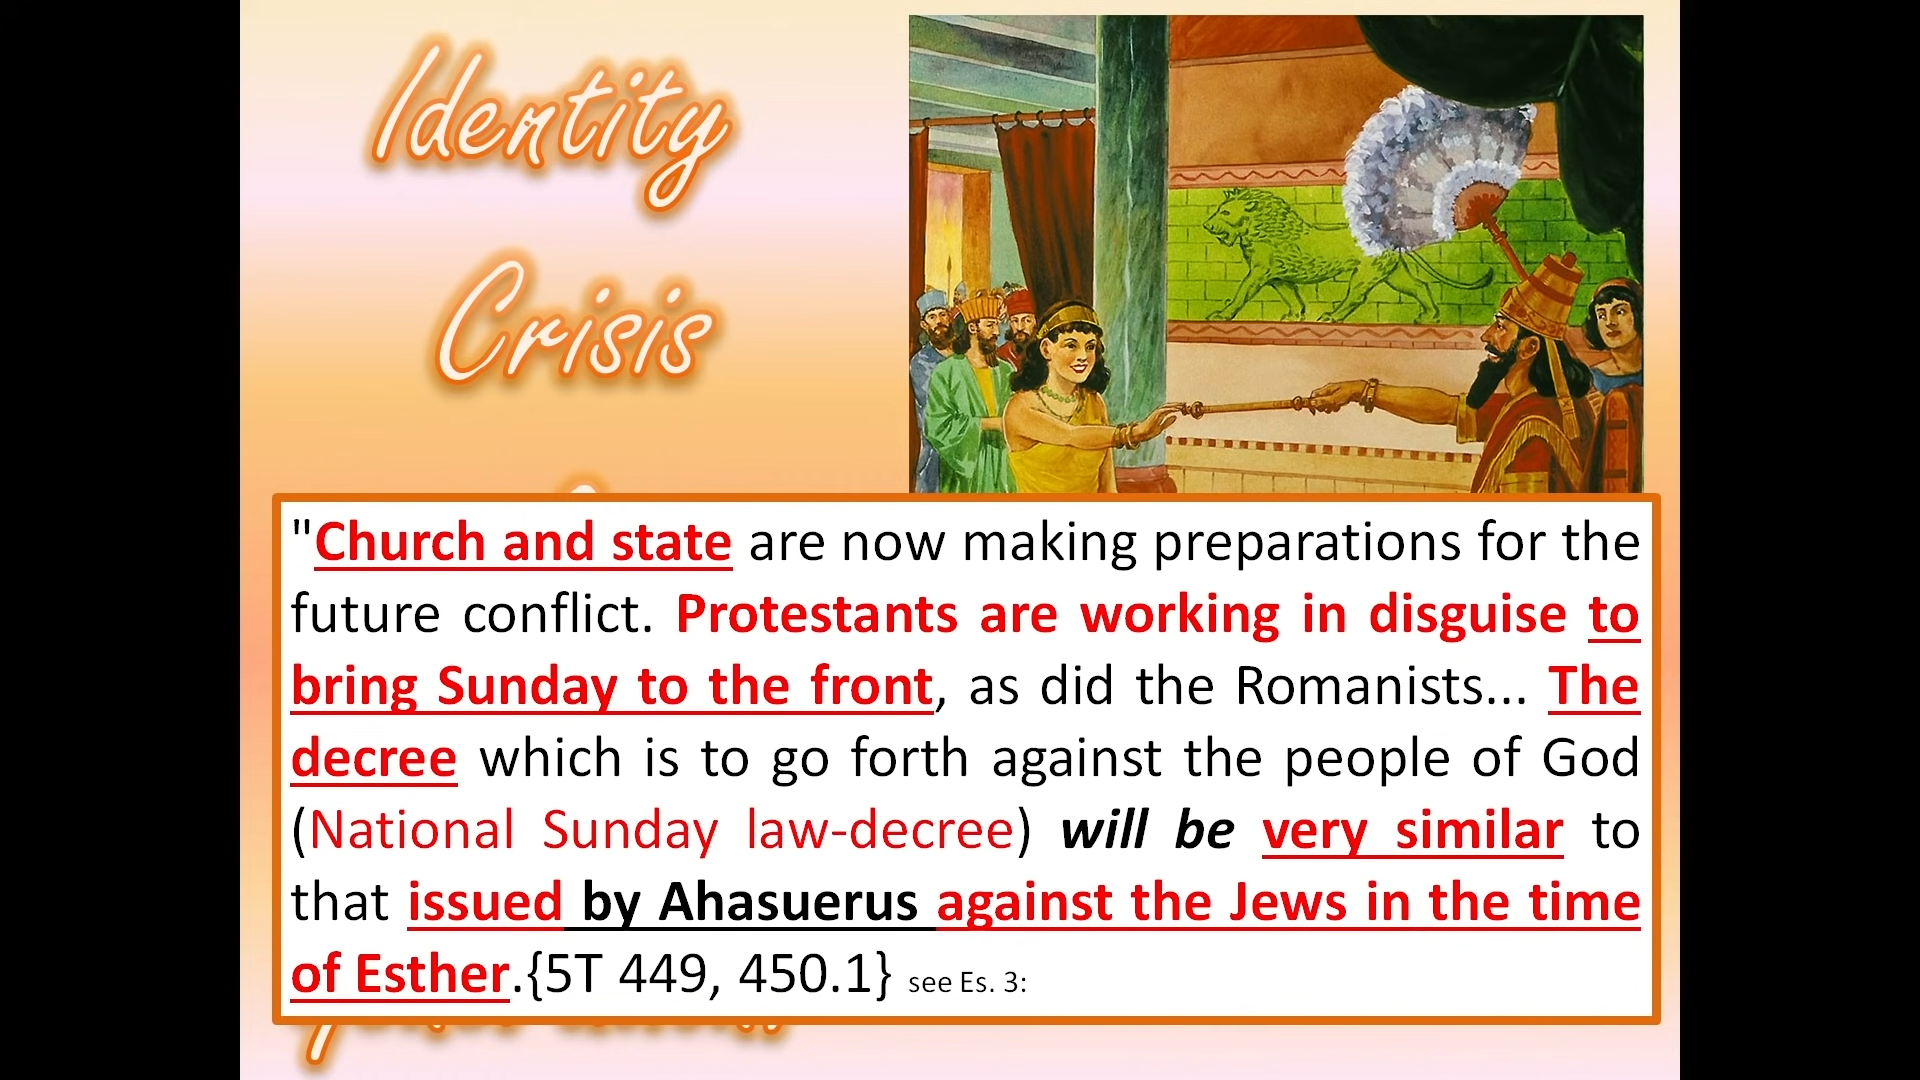 Identity
Crisis
"Church and state are now making preparations for the
future conflict. Protestants are working in disguise to
bring Sunday to the front, as did the Romanists... The
decree which is to go forth against the people of God
(National Sunday law-decree) will be very similar to
that issued by Ahasuerus against the Jews in the time
of Esther.{5T 449, 450.1} see Es. 3: